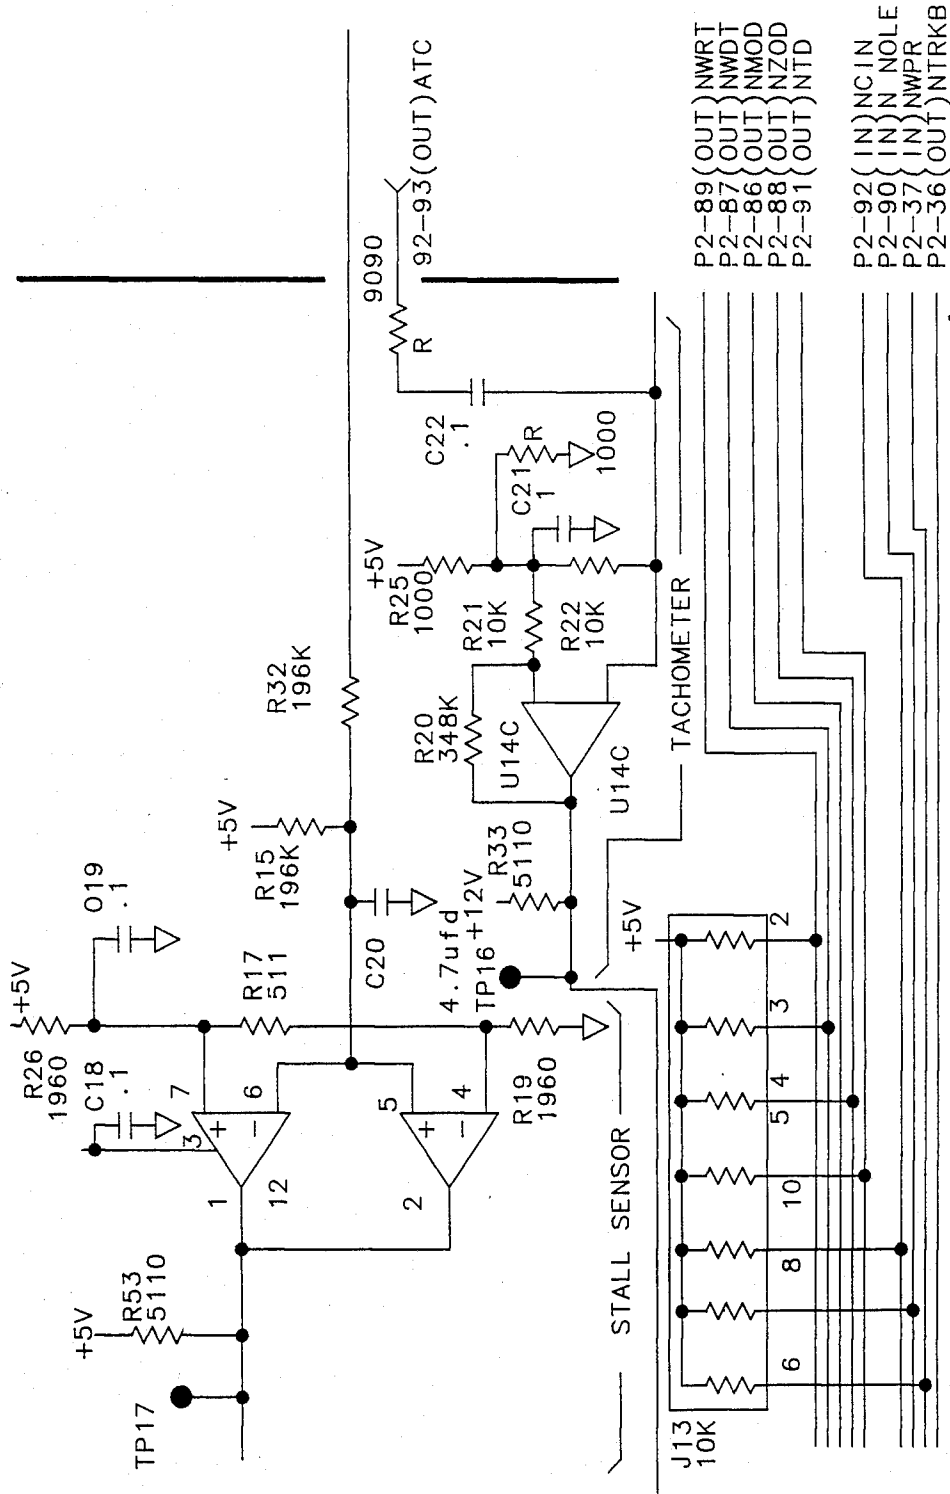 +5V
R26
1960
C18
.1
O19
.1
R17
511
+5V
R15
196K
R32
196K
C20
4.7ufd
7
6
3
+
-
1
12
5
4
+
-
2
R19
1960
+5V
R53
5110
TP17
STALL SENSOR
TP16
+12V
R33
5110
R20
348K
U14C
U14C
R21
10K
R22
10K
+5V
R25
1000
C21
1
R
1000
C22
.1
R
9090
92-93(OUT)ATC
TACHOMETER
+5V
2
3
4
5
10
8
6
J13
10K
P2-89(OUT)NWRT
P2-87(OUT)NWDT
P2-86(OUT)NMOD
P2-88(OUT)NZOD
P2-91(OUT)NTD
P2-92(IN)NCIN
P2-90(IN)N NOLE
P2-37(IN)NWPR
P2-36(OUT)NTRKB